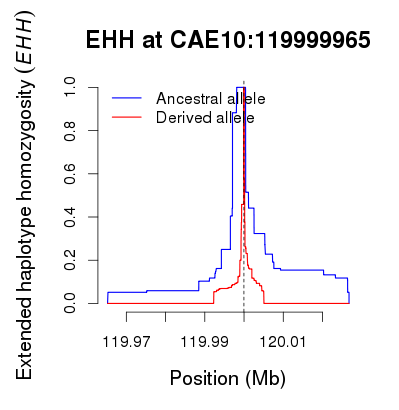 EHH at CAE10:119999965
Extended haplotype homozygosity (EHH)
1.0
0.8
0.6
0.4
0.2
0.0
Ancestral allele
Derived allele
119.97 119.99 120.01
Position (Mb)